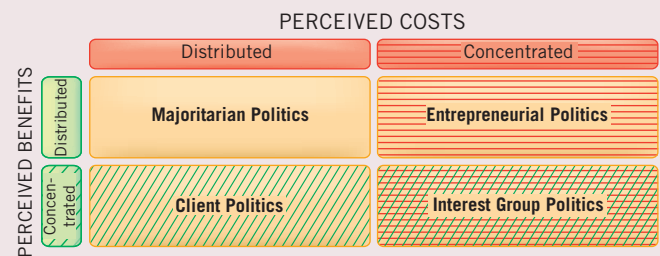 PERCEIVED COSTS
Distributed
Concentrated
PERCEIVED BENEFITS
Distributed
Majoritarian Politics
Entrepreneurial Politics
Concen-
trated
Client Politics
Interest Group Politics